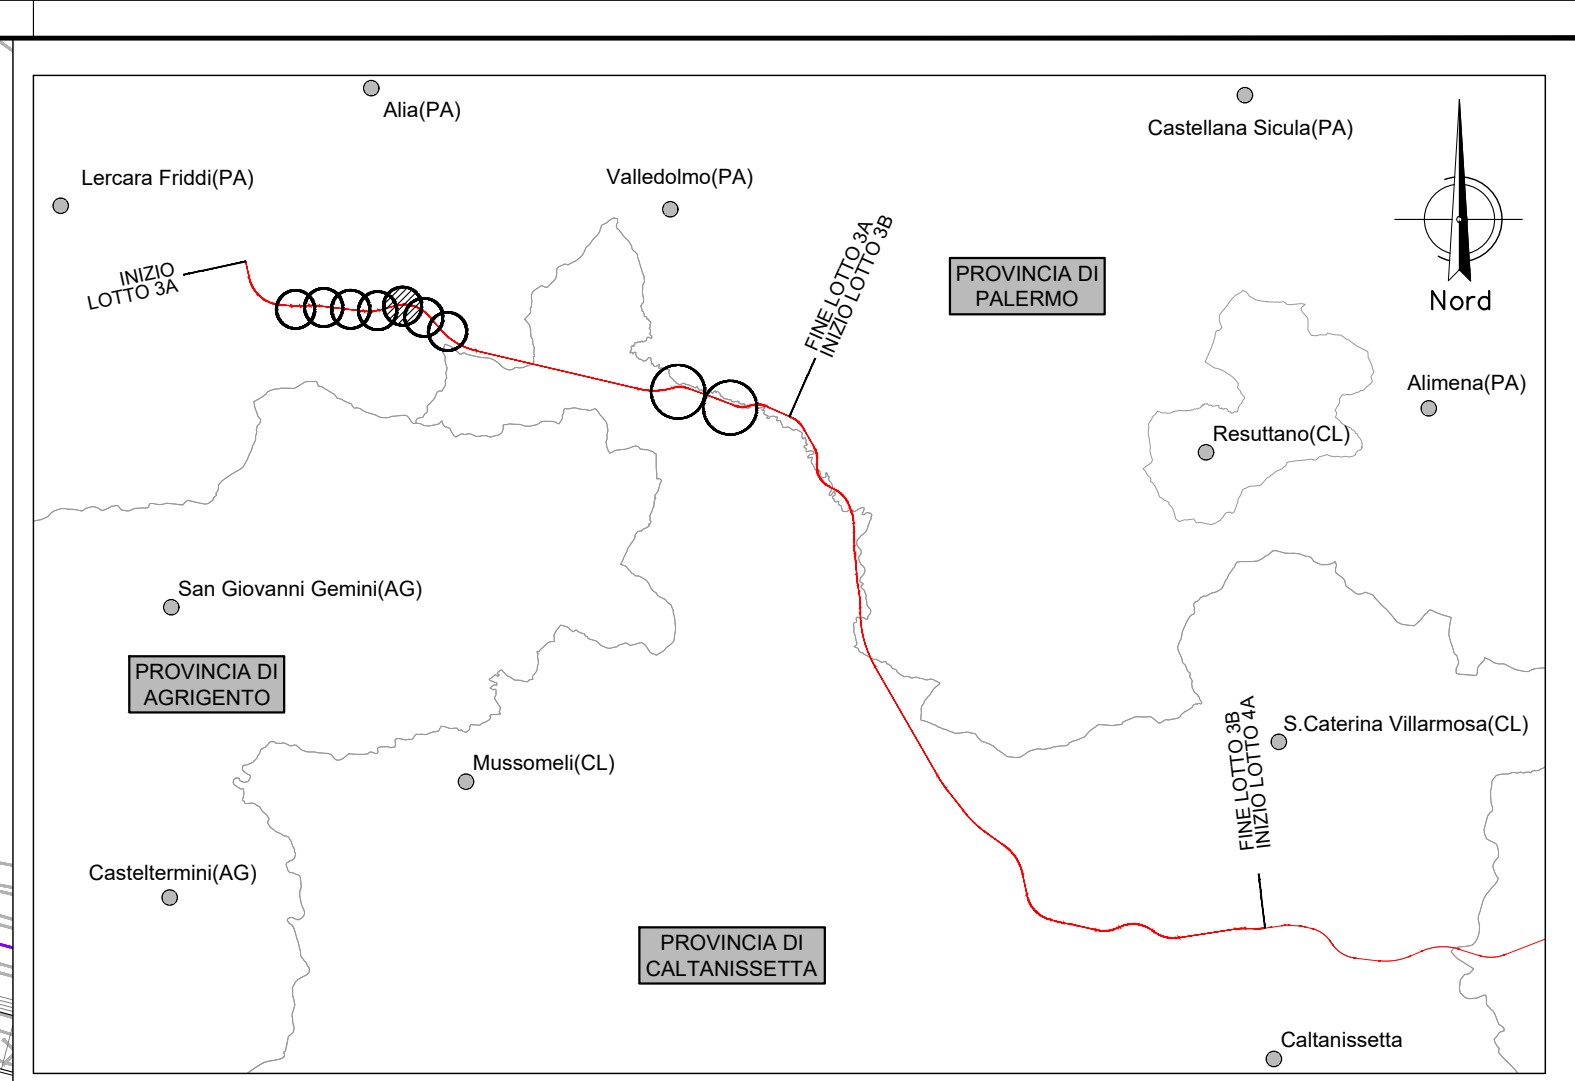 Alia(PA)
Castellana Sicula(PA)
Lercara Friddi(PA)
Valledolmo(PA)
INIZIO
LOTTO 3A
FINE LOTTO 3A
INIZIO LOTTO 3B
PROVINCIA DI
PALERMO
Nord
Alimena(PA)
Resuttano(CL)
San Giovanni Gemini(AG)
PROVINCIA DI
AGRIGENTO
FINE LOTTO 3B
INIZIO LOTTO 4A
S.Caterina Villarmosa(CL)
Mussomeli(CL)
Casteltermini(AG)
PROVINCIA DI
CALTANISSETTA
Caltanissetta